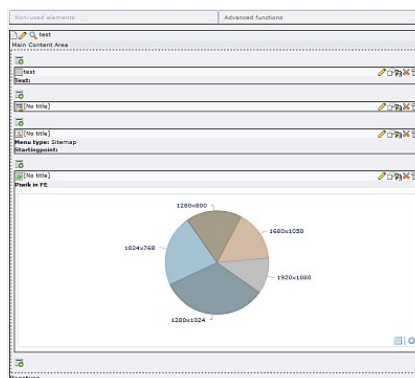 Non-used elements
Advanced functions
test
Main Content Area
test
Text:
[No title]
[No title]
Menu type: Sitemap
Startingpoint:
[No title]
Piwik in FE
1280x800
1680x1050
1024x768
1920x1080
1280x1024